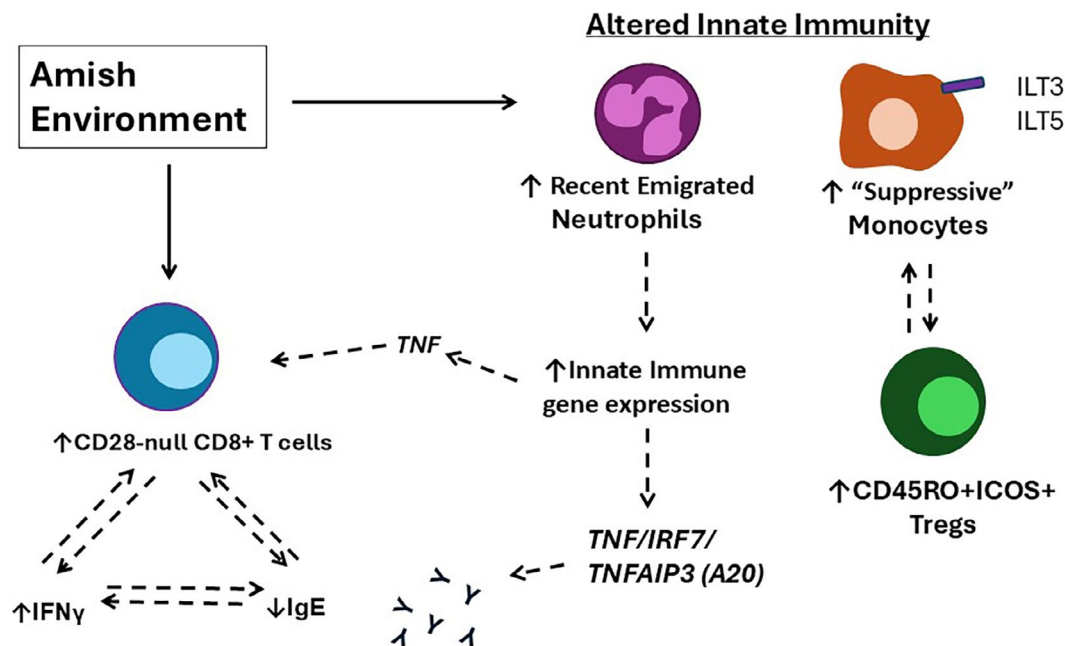 Altered Innate Immunity
Amish
Environment
ILT3
ILT5
↑ Recent Emigrated
Neutrophils
↑ “Suppressive”
Monocytes
TNF
↑Innate Immune
gene expression
↑CD28-null CD8+ T cells
↑CD45RO+ICOS+
Tregs
TNF/IRF7/
TNFAIP3 (A20)
↑IFNγ
↓IgE